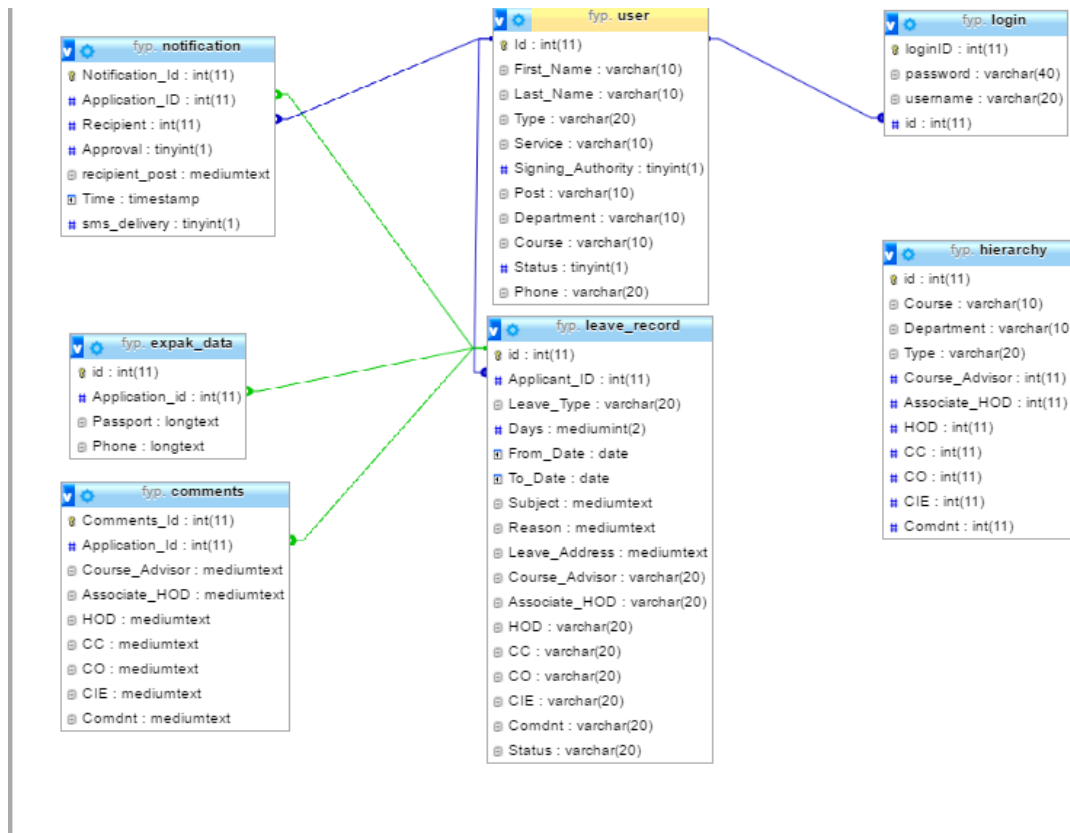 fyp. notification
Notification_Id : int(11)
Application_ID : int(11)
Recipient : int(11)
Approval : tinyint(1)
recipient_post : mediumtext
Time : timestamp
sms_delivery : tinyint(1)
fyp. user
Id : int(11)
First_Name : varchar(10)
Last_Name : varchar(10)
Type : varchar(20)
Service : varchar(10)
Signing_Authority : tinyint(1)
Post : varchar(10)
Department : varchar(10)
Course : varchar(10)
Status : tinyint(1)
Phone : varchar(20)
fyp. login
loginID : int(11)
password : varchar(40)
username : varchar(20)
id : int(11)
fyp. hierarchy
id : int(11)
Course : varchar(10)
Department : varchar(10
Type : varchar(20)
Course_Advisor : int(11)
Associate_HOD : int(11)
HOD : int(11)
CC : int(11)
CO : int(11)
CIE : int(11)
Comdnt : int(11)
fyp. expak_data
id : int(11)
Application_id : int(11)
Passport : longtext
Phone : longtext
fyp. leave_record
id : int(11)
Applicant_ID : int(11)
Leave_Type : varchar(20)
Days : mediumint(2)
From_Date : date
To_Date : date
Subject : mediumtext
Reason : mediumtext
Leave_Address : mediumtext
Course_Advisor : varchar(20)
Associate_HOD : varchar(20)
HOD : varchar(20)
CC : varchar(20)
CO : varchar(20)
CIE : varchar(20)
Comdnt : varchar(20)
Status : varchar(20)
fyp. comments
Comments_Id : int(11)
Application_Id : int(11)
Course_Advisor : mediumtext
Associate_HOD : mediumtext
HOD : mediumtext
CC : mediumtext
CO : mediumtext
CIE : mediumtext
Comdnt : mediumtext